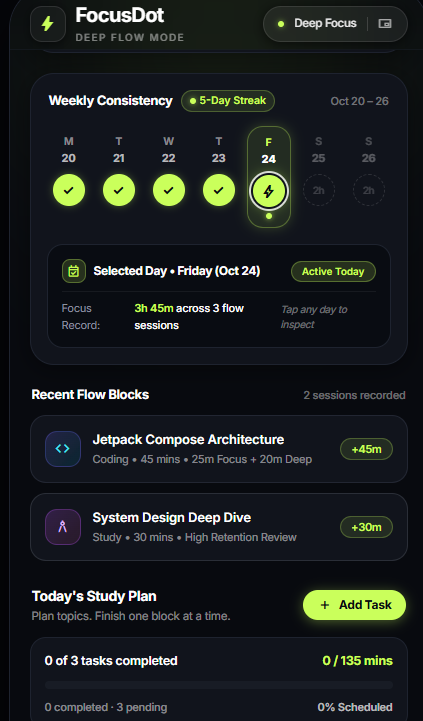 FocusDot
DEEP FLOW MODE
Deep Focus
Weekly Consistency
5-Day Streak
Oct 20 – 26
M T W T F S S
20 21 22 23 24 25 26
2h 2h
Selected Day • Friday (Oct 24)
Active Today
Focus Record:
3h 45m across 3 flow sessions
Tap any day to inspect
Recent Flow Blocks
2 sessions recorded
Jetpack Compose Architecture
Coding • 45 mins • 25m Focus + 20m Deep
+45m
System Design Deep Dive
Study • 30 mins • High Retention Review
+30m
Today's Study Plan
Plan topics. Finish one block at a time.
+ Add Task
0 of 3 tasks completed
0 / 135 mins
0 completed · 3 pending
0% Scheduled